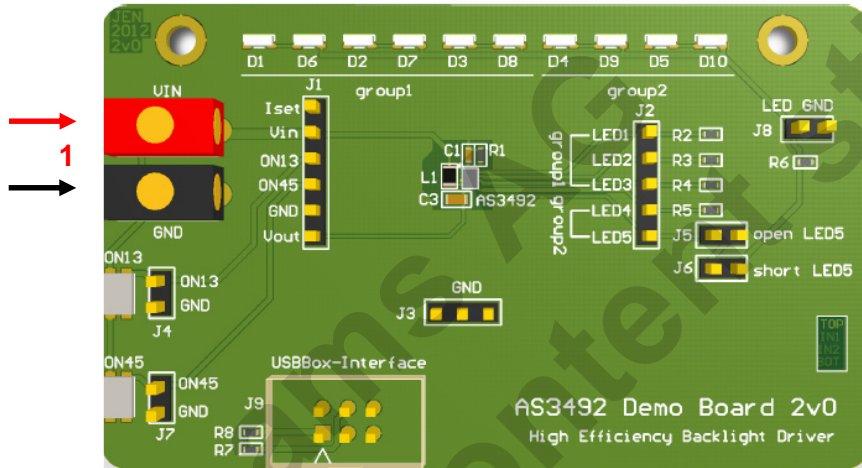 JEN
2012
2v0
D1 D6 D2 D7 D3 D8 D4 D9 D5 D10
group1 group2
VIN
J1
J2
LED GND
J8
Iset
Vin
ON13
ON45
GND
Vout
1
GND
C1 R1
L1
C3 AS3492
group1
group2
LED1
LED2
LED3
LED4
LED5
R2
R3
R4
R5
R6
J5 open LED5
J6 short LED5
ON13
ON13
GND
J4
GND
J3
ON45
ON45
GND
J7
USBBox-Interface
J9
R8
R7
TOP
IN1
IN2
BOT
AS3492 Demo Board 2v0
High Efficiency Backlight Driver
ams AG